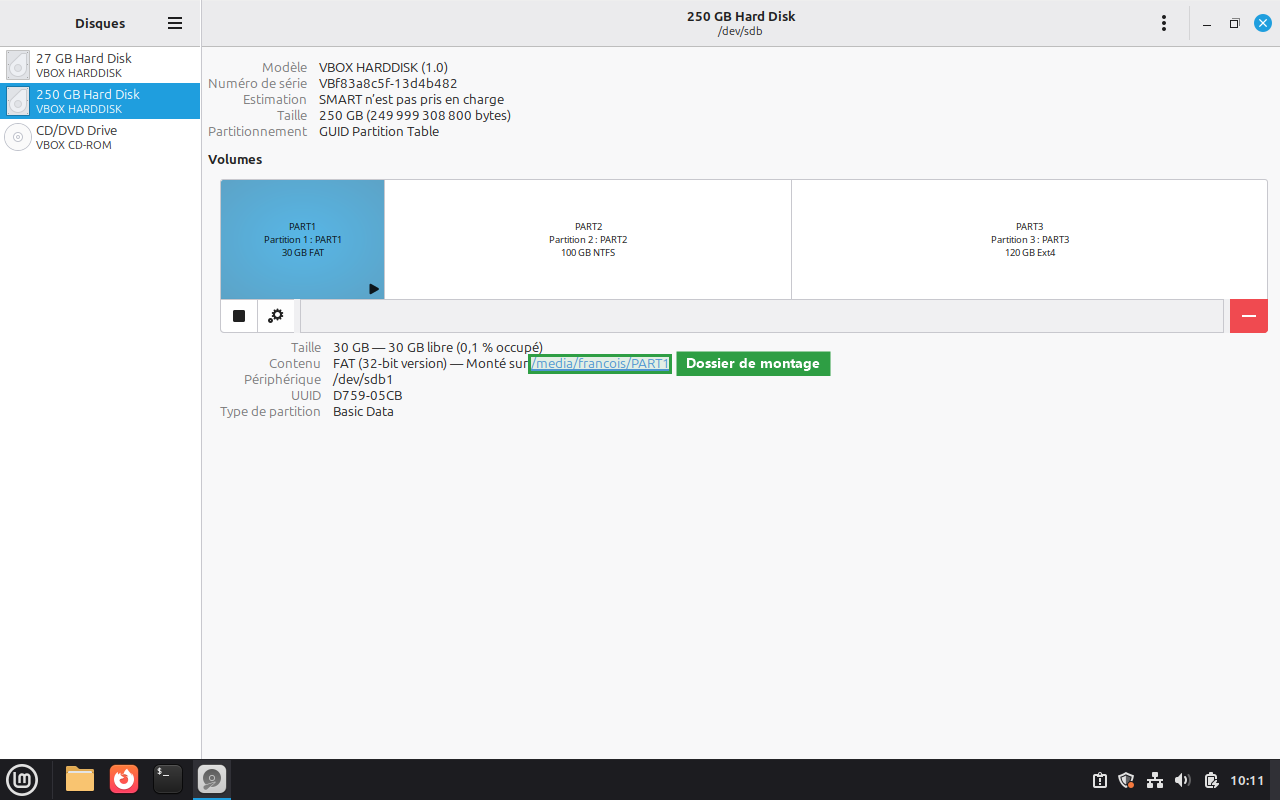 Disques
250 GB Hard Disk
/dev/sdb
27 GB Hard Disk
VBOX HARDDISK
250 GB Hard Disk
VBOX HARDDISK
CD/DVD Drive
VBOX CD-ROM
Modèle VBOX HARDDISK (1.0)
Numéro de série VBf83a8c5f-13d4b482
Estimation SMART n’est pas pris en charge
Taille 250 GB (249 999 308 800 bytes)
Partitionnement GUID Partition Table
Volumes
PART1
Partition 1 : PART1
30 GB FAT
PART2
Partition 2 : PART2
100 GB NTFS
PART3
Partition 3 : PART3
120 GB Ext4
Taille 30 GB — 30 GB libre (0,1 % occupé)
Contenu FAT (32-bit version) — Monté sur /media/francois/PART1 Dossier de montage
Périphérique /dev/sdb1
UUID D759-05CB
Type de partition Basic Data
$_
10:11